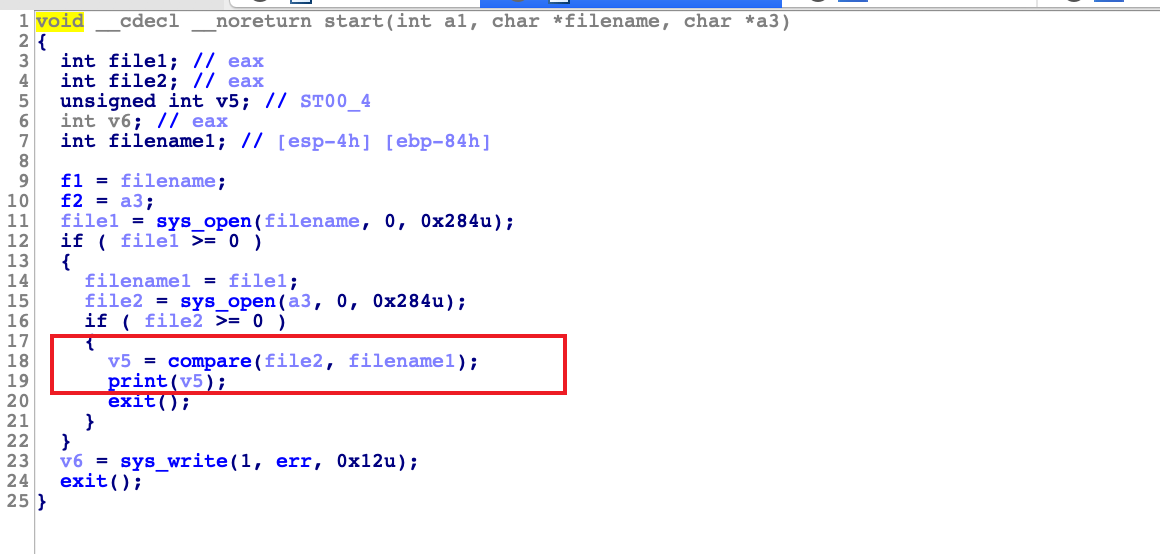 1 void __cdecl __noreturn start(int a1, char *filename, char *a3)
2 {
3 int file1; // eax
4 int file2; // eax
5 unsigned int v5; // ST00_4
6 int v6; // eax
7 int filename1; // [esp-4h] [ebp-84h]
8
9 f1 = filename;
10 f2 = a3;
11 file1 = sys_open(filename, 0, 0x284u);
12 if ( file1 >= 0 )
13 {
14 filename1 = file1;
15 file2 = sys_open(a3, 0, 0x284u);
16 if ( file2 >= 0 )
17 {
18 v5 = compare(file2, filename1);
19 print(v5);
20 exit();
21 }
22 }
23 v6 = sys_write(1, err, 0x12u);
24 exit();
25 }